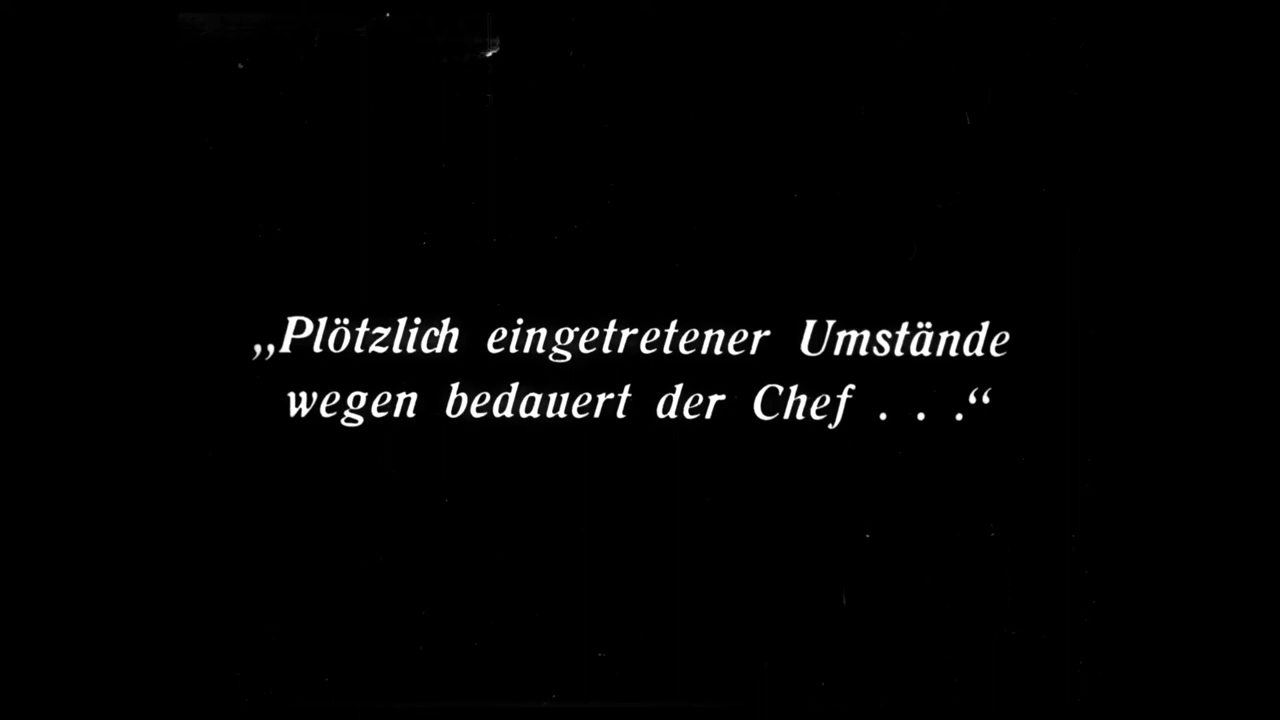 „Plötzlich eingetretener Umstände
wegen bedauert der Chef . . .“